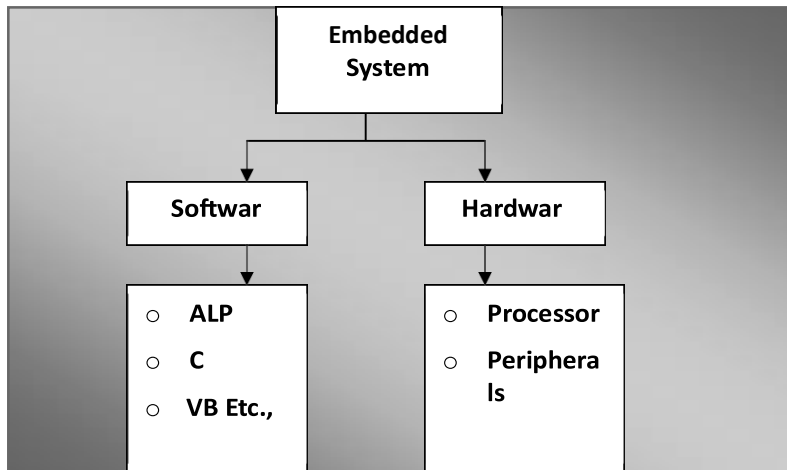 Embedded
System
Softwar
Hardwar
ALP
C
VB Etc.,
Processor
Periphera
ls